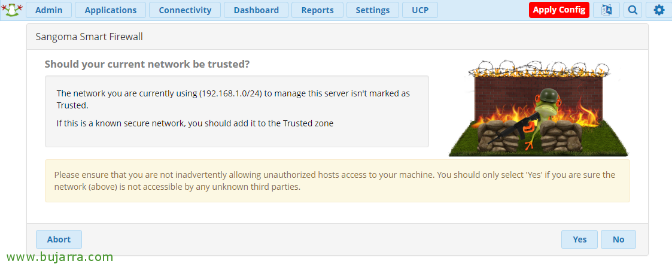 Admin Applications Connectivity Dashboard Reports Settings UCP Apply Config
Sangoma Smart Firewall
Should your current network be trusted?
The network you are currently using (192.168.1.0/24) to manage this server isn't marked as
Trusted.
If this is a known secure network, you should add it to the Trusted zone
Please ensure that you are not inadvertently allowing unauthorized hosts access to your machine. You should only select 'Yes' if you are sure the
network (above) is not accessible by any unknown third parties.
Abort Yes No
www.bujarra.com